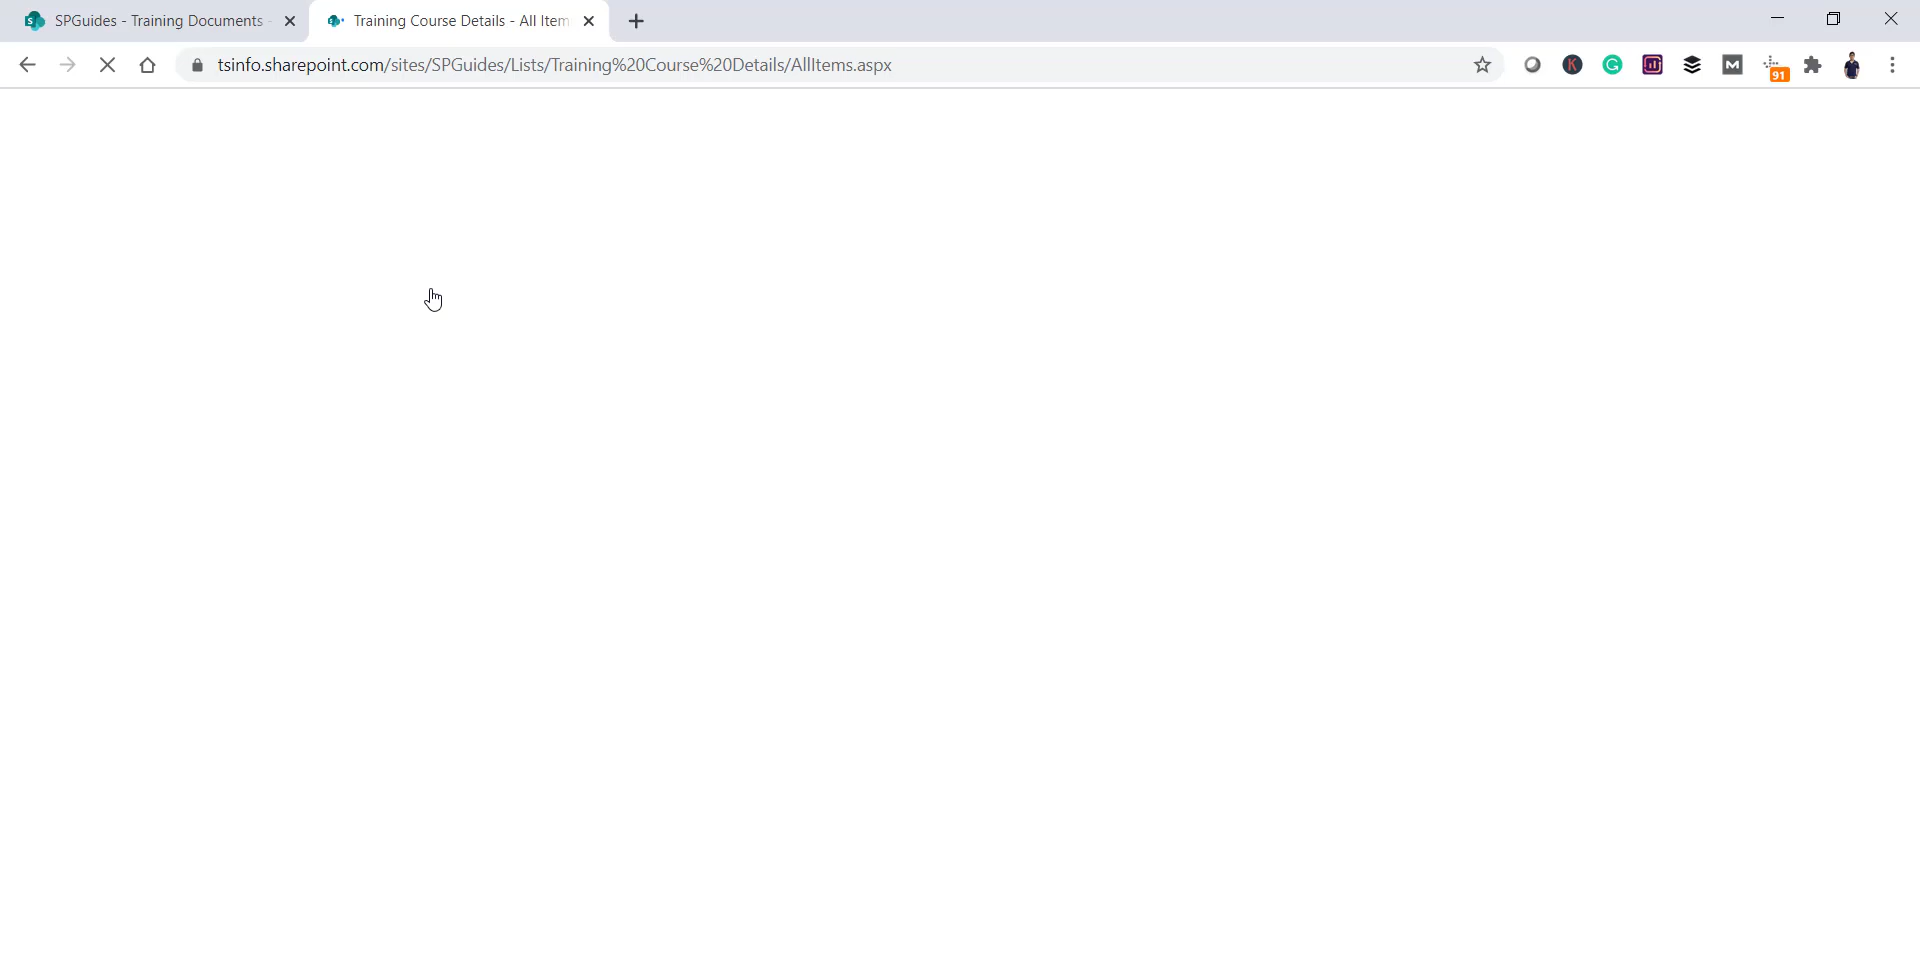 SPGuides - Training Documents -
Training Course Details - All Item
tsinfo.sharepoint.com/sites/SPGuides/Lists/Training%20Course%20Details/AllItems.aspx
91